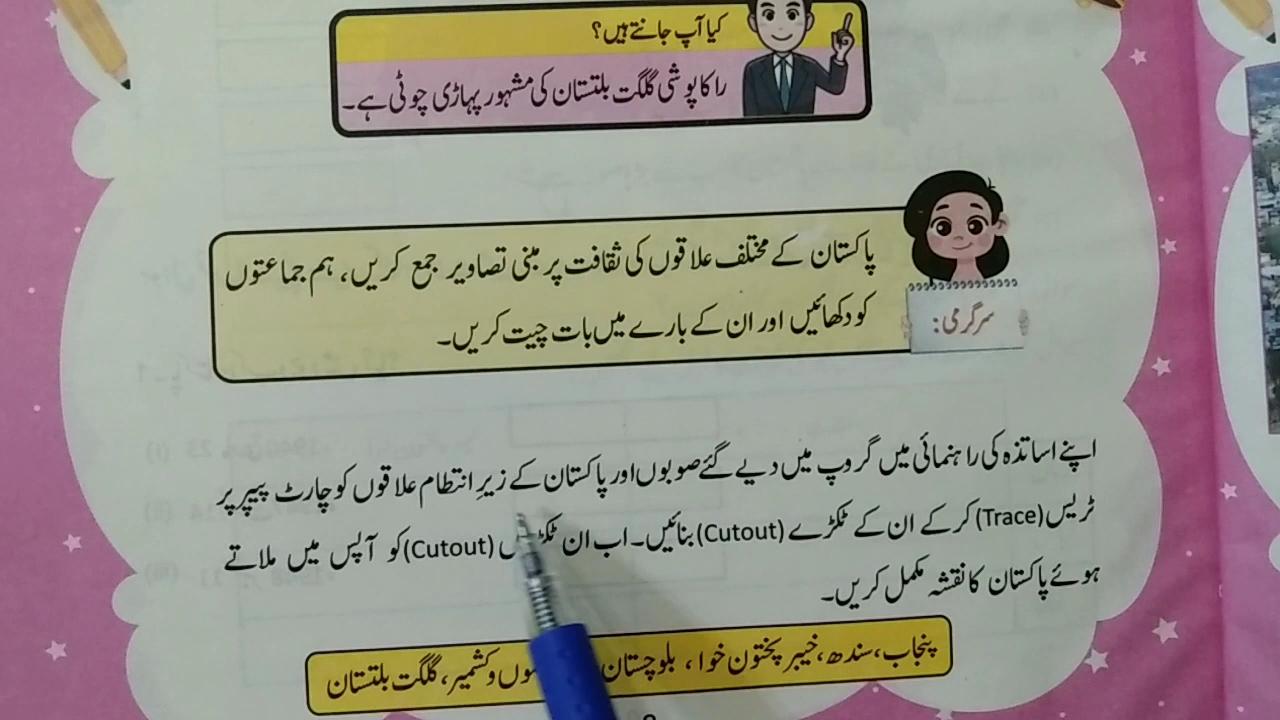 کیا آپ جانتے ہیں؟
راکاپوشی گلگت بلتستان کی مشہور پہاڑی چوٹی ہے۔
سرگرمی:
پاکستان کے مختلف علاقوں کی ثقافت پر مبنی تصاویر جمع کریں، ہم جماعتوں
کو دکھائیں اور ان کے بارے میں بات چیت کریں۔
اپنے اساتذہ کی راہنمائی میں گروپ میں دیے گئے صوبوں اور پاکستان کے زیرِ انتظام علاقوں کو چارٹ پیپر پر
ٹریس (Trace) کر کے ان کے ٹکڑے (Cutout) بنائیں۔ اب ان (Cutout) کو آپس میں ملاتے
ہوئے پاکستان کا نقشہ مکمل کریں۔
پنجاب، سندھ، خیبر پختون خوا، بلوچستان وکشمیر، گلگت بلتستان